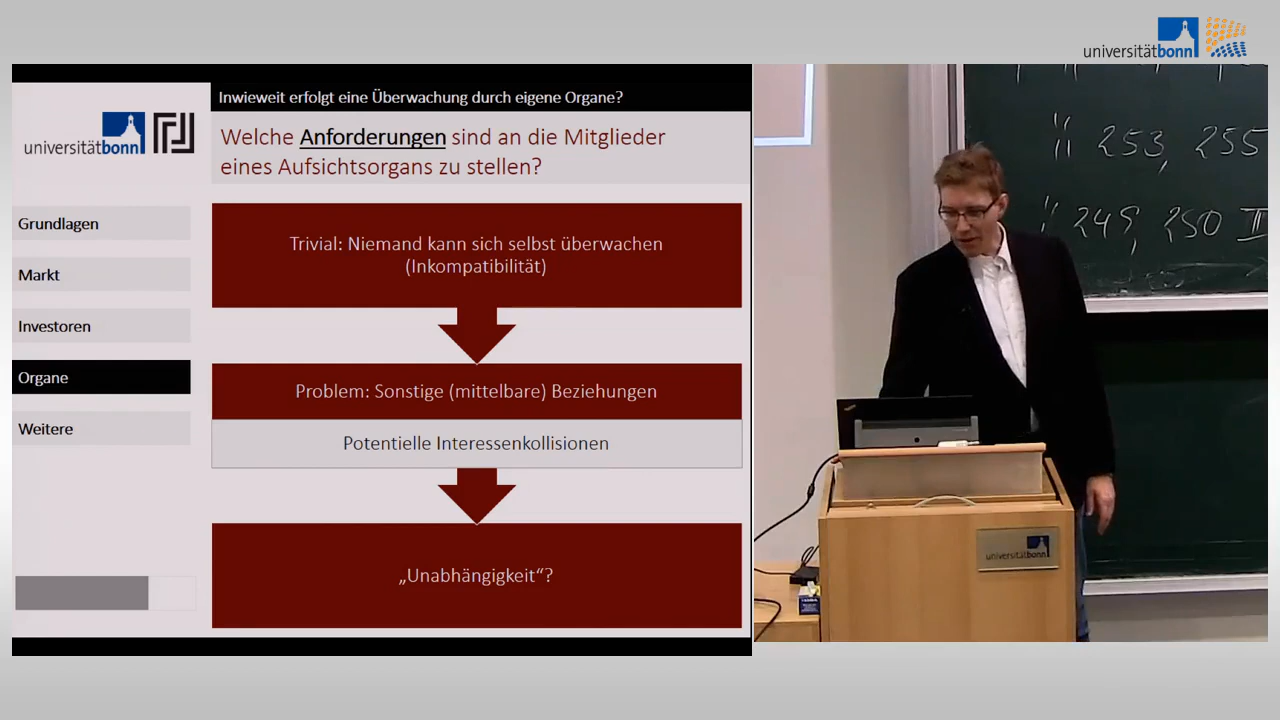 universitätbonn
Inwieweit erfolgt eine Überwachung durch eigene Organe?
universitätbonn
Welche Anforderungen sind an die Mitglieder
eines Aufsichtsorgans zu stellen?
Grundlagen
Markt
Investoren
Organe
Weitere
Trivial: Niemand kann sich selbst überwachen
(Inkompatibilität)
Problem: Sonstige (mittelbare) Beziehungen
Potentielle Interessenkollisionen
„Unabhängigkeit“?
253, 255
249, 250 II
universitätbonn